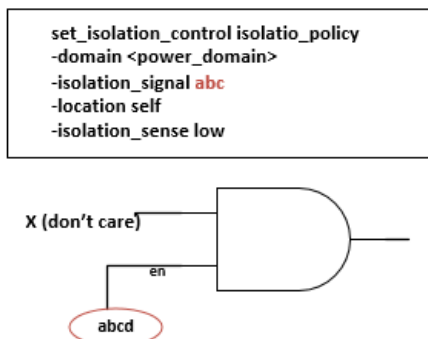 set_isolation_control isolatio_policy
-domain <power_domain>
-isolation_signal abc
-location self
-isolation_sense low
X (don't care)
en
abcd